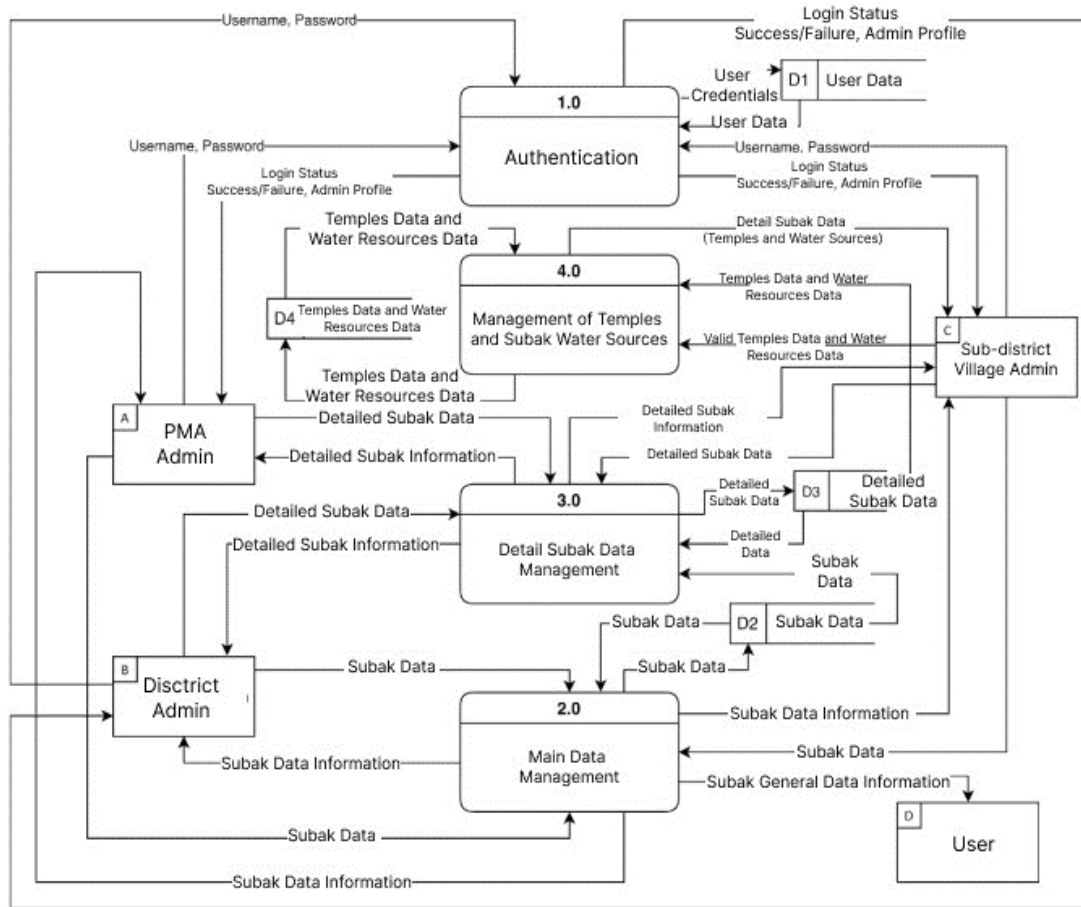 Username, Password
Login Status
Success/Failure, Admin Profile
1.0
Authentication
User
Credentials
D1
User Data
User Data
Username, Password
Username. Password
Login Status
Success/Failure, Admin Profile
Login Status
Success/Failure, Admin Profile
Temples Data and
Water Resources Data
Detail Subak Data
(Temples and Water Sources)
4.0
Management of Temples
and Subak Water Sources
Temples Data and Water
Resources Data
D4
Temples Data and Water
Resources Data
Valid Temples Data and Water
Resources Data
C
Sub-district
Village Admin
Temples Data and
Water Resources Data
A
PMA
Admin
Detailed Subak Data
Detailed Subak
Information
Detailed Subak Information
Detailed Subak Data
3.0
Detail Subak Data
Management
Detailed
Subak Data
D3
Detailed
Subak Data
Detailed Subak Data
Detailed Subak Information
Detailed
Data
Subak
Data
Subak Data
D2
Subak Data
B
Disctrict
Admin
Subak Data
Subak Data
2.0
Main Data
Management
Subak Data Information
Subak Data Information
Subak Data
Subak General Data Information
D
User
Subak Data
Subak Data Information